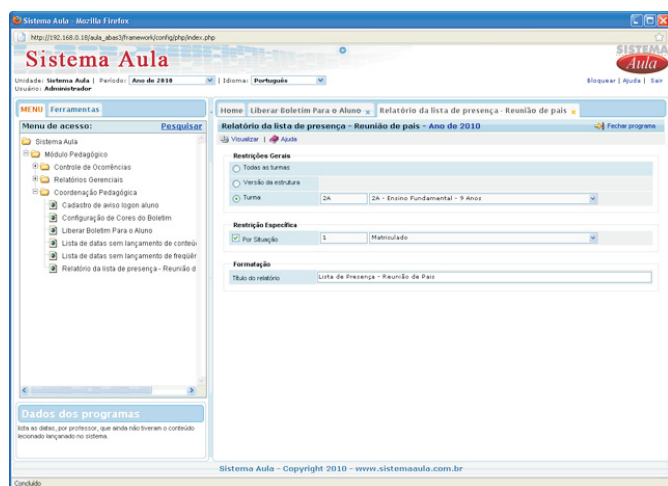 Sistema Aula - Mozilla Firefox
http://192.168.0.18/aula_abas3/framework/config/php/index.php
Sistema Aula
SISTEMA
Aula
Unidade: Sistema Aula | Período: Ano de 2010 | Idioma: Português
Bloquear | Ajuda | Sair
Usuário: Administrador
MENU Ferramentas
Home Liberar Boletim Para o Aluno x Relatório da lista de presença - Reunião de pais x
Menu de acesso: Pesquisar
Relatório da lista de presença - Reunião de pais - Ano de 2010 Fechar programa
Visualizar | Ajuda
Sistema Aula
Módulo Pedagógico
Controle de Ocorrências
Relatórios Gerenciais
Coordenação Pedagógica
Cadastro de aviso logon aluno
Configuração de Cores do Boletim
Liberar Boletim Para o Aluno
Lista de datas sem lançamento de conteú
Lista de datas sem lançamento de freqüên
Relatório da lista de presença - Reunião d
Restrições Gerais
Todas as turmas
Versão da estrutura
Turma 2A 2A - Ensino Fundamental - 9 Anos
Restrição Específica
Por Situação 1 Matriculado
Formatação
Título do relatório Lista de Presença - Reunião de Pais
Dados dos programas
lista as datas, por professor, que ainda não tiveram o conteúdo
lecionado lançando no sistema.
Sistema Aula - Copyright 2010 - www.sistemaaula.com.br
Concluído